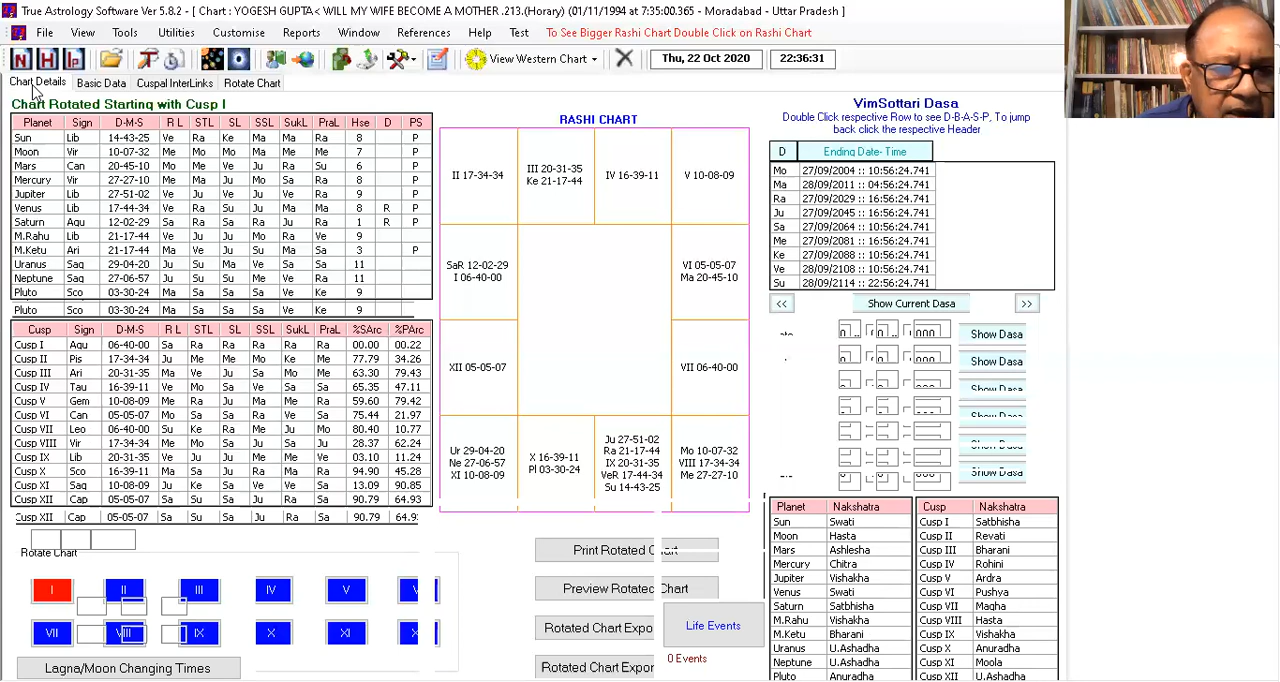 True Astrology Software Ver 5.8.2 - [ Chart : YOGESH GUPTA< WILL MY WIFE BECOME A MOTHER .213.(Horary) (01/11/1994 at 7:35:00.365 - Moradabad - Uttar Pradesh ]
File View Tools Utilities Customise Reports Window References Help Test To See Bigger Rashi Chart Double Click on Rashi Chart
N H Ip View Western Chart Thu, 22 Oct 2020 22:36:31
Chart Details Basic Data Cuspal InterLinks Rotate Chart
Chart Rotated Starting with Cusp I
Planet Sign D-M-S R L STL SL SSL SukL PraL Hse D PS
Sun Lib 14-43-25 Ve Ra Ke Ma Ma Ra 8 P
Moon Vir 10-07-32 Me Mo Mo Ma Me Ra 7 P
Mars Can 20-45-10 Mo Me Ve Ju Ra Su 6 P
Mercury Vir 27-27-10 Me Ma Ju Mo Sa Ra 8 P
Jupiter Lib 27-51-02 Ve Ju Ve Ju Ve Ra 9
Venus Lib 17-44-34 Ve Ra Su Ju Ma Ma 8 R P
Saturn Aqu 12-02-29 Sa Ra Sa Ra Ju Ra 1 R P
M.Rahu Lib 21-17-44 Ve Ju Ju Mo Ra Ve 9
M.Ketu Ari 21-17-44 Ma Ve Ju Su Ma Sa 3 P
Uranus Saq 29-04-20 Ju Su Ma Ve Sa Sa 11
Neptune Saq 27-06-57 Ju Su Su Me Ve Ra 11
Pluto Sco 03-30-24 Ma Sa Sa Sa Ve Ke 9
Pluto Sco 03-30-24 Ma Sa Sa Sa Ve Ke 9
Cusp Sign D-M-S R L STL SL SSL SukL PraL %SArc %PArc
Cusp I Aqu 06-40-00 Sa Ra Ra Ra Ra Ra 00.00 00.22
Cusp II Pis 17-34-34 Ju Me Me Mo Ke Me 77.79 34.26
Cusp III Ari 20-31-35 Ma Ve Ju Sa Su Mo 63.30 79.43
Cusp IV Tau 16-39-11 Ve Mo Sa Ve Sa Ra 65.35 47.11
Cusp V Gem 10-08-09 Me Ra Sa Mo Me Sa 59.60 79.42
Cusp VI Can 05-05-07 Mo Sa Sa Ra Ve Sa 75.44 21.97
Cusp VII Leo 06-40-00 Su Ke Ra Sa Ju Me 80.40 10.77
Cusp VIII Vir 17-34-34 Me Mo Sa Ju Sa Ju 28.37 62.24
Cusp IX Lib 20-31-35 Ve Ju Ju Me Me Ve 03.10 11.24
Cusp X Sco 16-39-11 Ma Sa Ju Ra Ma Ra 94.90 45.28
Cusp XI Saq 10-08-09 Ju Ke Sa Ve Sa Ve 13.09 90.85
Cusp XII Cap 05-05-07 Sa Su Sa Ju Ra Sa 90.79 64.93
Cusp XII Cap 05-05-07 Sa Su Sa Ju Ra Sa 90.79
Rotate Chart
I II III IV V
VII VIII IX X XI
Lagna/Moon Changing Times
RASHI CHART
II 17-34-34
III 20-31-35
Ke 21-17-44
IV 16-39-11
V 10-08-09
SaR 12-02-29
I 06-40-00
VI 05-05-07
Ma 20-45-10
XII 05-05-07
VII 06-40-00
Ur 29-04-20
Ne 27-06-57
XI 10-08-09
X 16-39-11
Pl 03-30-24
Ju 27-51-02
Ra 21-17-44
IX 20-31-35
VeR 17-44-34
Su 14-43-25
Mo 10-07-32
VIII 17-34-34
Me 27-27-10
Print Rotated Chart
Preview Rotated Chart
Rotated Chart Expo
Rotated Chart Export
Life Events
0 Events
VimSottari Dasa
Double Click respective Row to see D-B-A-S-P, To jump
back click the respective Header
D Ending Date- Time
Mo 27/09/2004 :: 10:56:24.741
Ma 28/09/2011 :: 04:56:24.741
Ra 27/09/2029 :: 16:56:24.741
Ju 27/09/2045 :: 16:56:24.741
Sa 27/09/2064 :: 10:56:24.741
Me 27/09/2081 :: 16:56:24.741
Ke 27/09/2088 :: 10:56:24.741
Ve 28/09/2108 :: 10:56:24.741
Su 28/09/2114 :: 22:56:24.741
<< Show Current Dasa >>
Show Dasa
Show Dasa
Show Dasa
Show Dasa
Show Dasa
Planet Nakshatra
Sun Swati
Moon Hasta
Mars Ashlesha
Mercury Chitra
Jupiter Vishakha
Venus Swati
Saturn Satbhisha
M.Rahu Vishakha
M.Ketu Bharani
Uranus U.Ashadha
Neptune U.Ashadha
Pluto Anuradha
Cusp Nakshatra
Cusp I Satbhisha
Cusp II Revati
Cusp III Bharani
Cusp IV Rohini
Cusp V Ardra
Cusp VI Pushya
Cusp VII Magha
Cusp VIII Hasta
Cusp IX Vishakha
Cusp X Anuradha
Cusp XI Moola
Cusp XII U.Ashadha